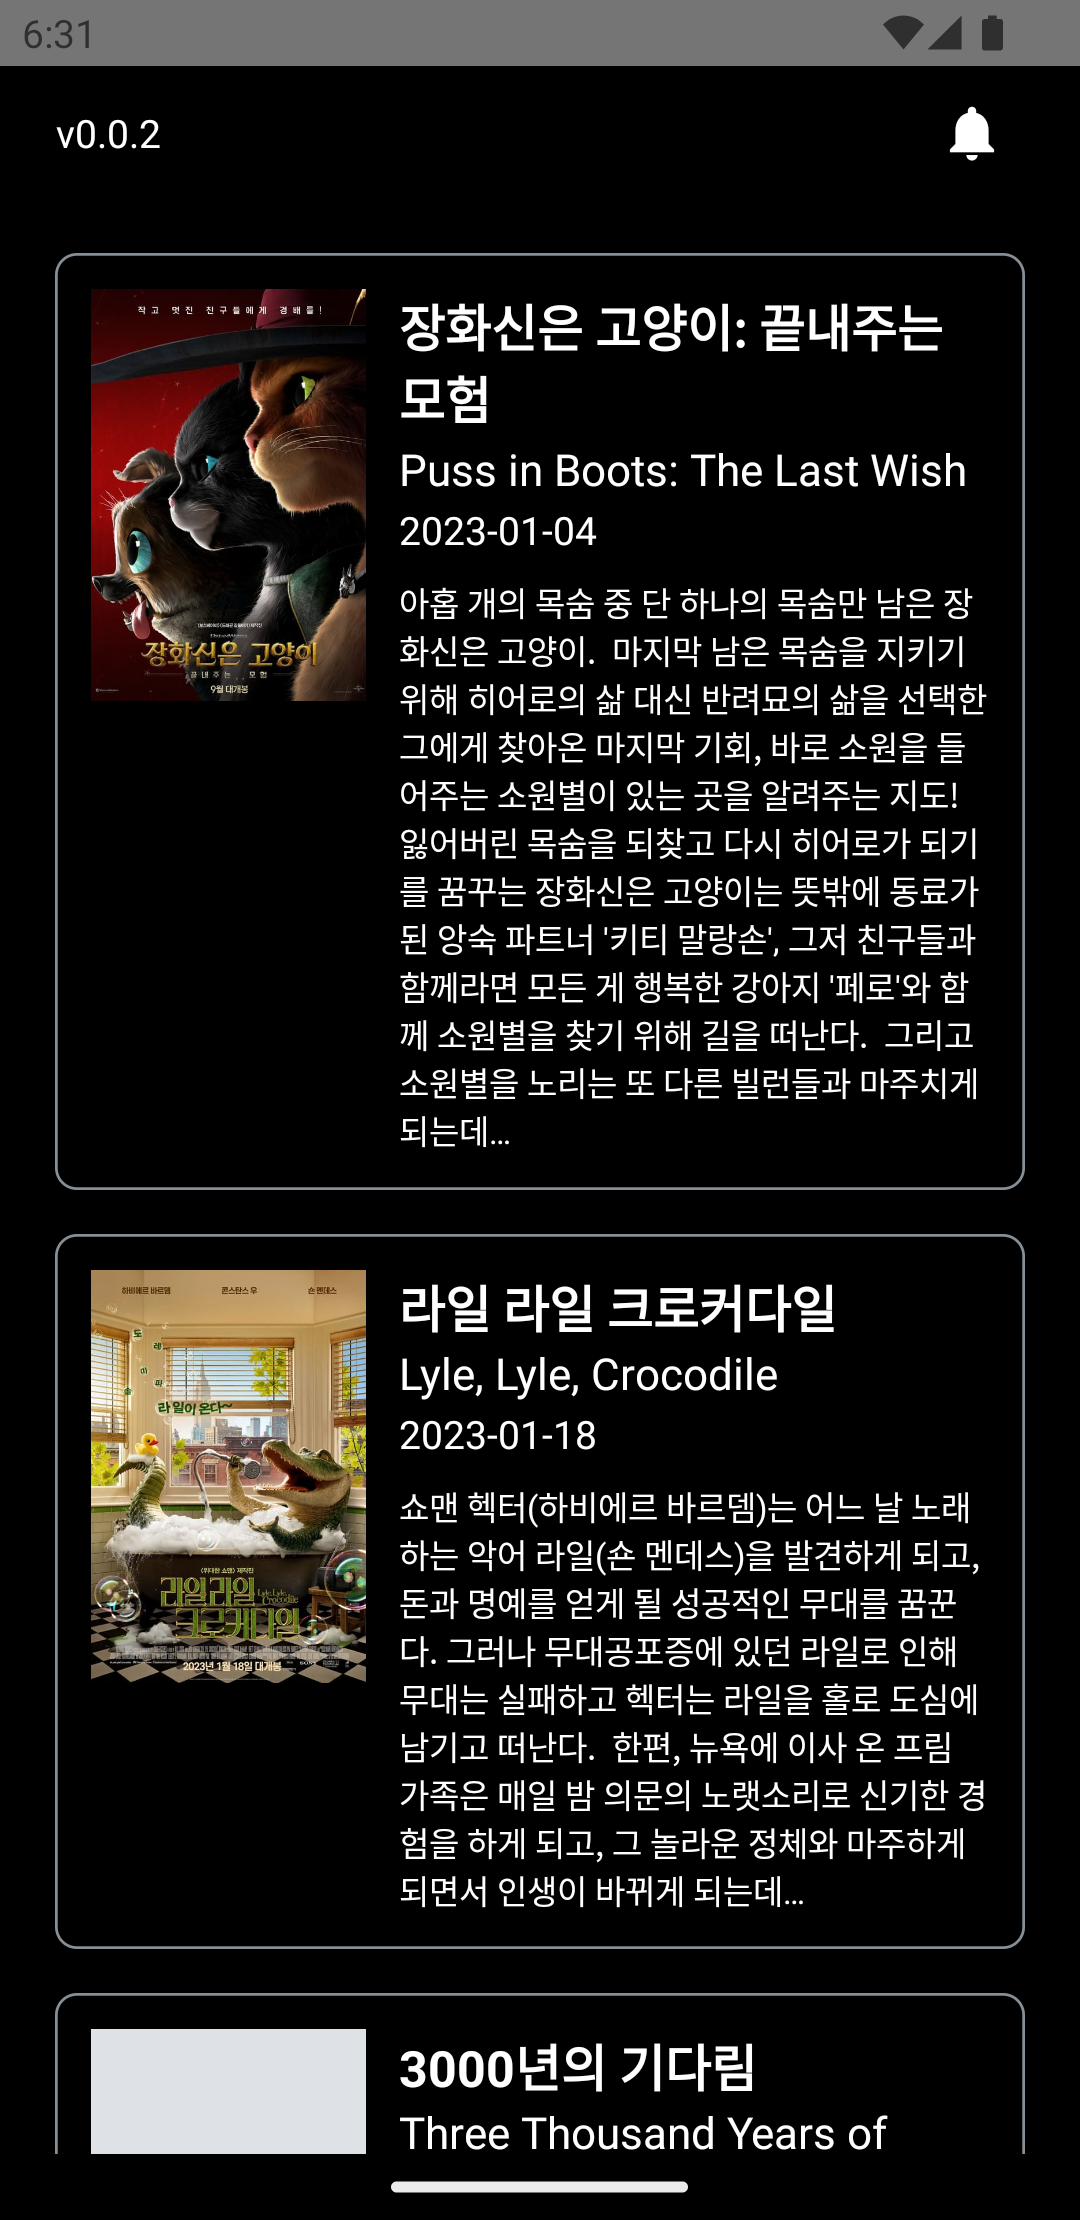 6:31
v0.0.2
작고 멋진 친구들에게 경배를!
장화신은 고양이
끝내주는 모험
9월 대개봉
장화신은 고양이: 끝내주는
모험
Puss in Boots: The Last Wish
2023-01-04
아홉 개의 목숨 중 단 하나의 목숨만 남은 장
화신은 고양이.  마지막 남은 목숨을 지키기
위해 히어로의 삶 대신 반려묘의 삶을 선택한
그에게 찾아온 마지막 기회, 바로 소원을 들
어주는 소원별이 있는 곳을 알려주는 지도!
잃어버린 목숨을 되찾고 다시 히어로가 되기
를 꿈꾸는 장화신은 고양이는 뜻밖에 동료가
된 앙숙 파트너 '키티 말랑손', 그저 친구들과
함께라면 모든 게 행복한 강아지 '페로'와 함
께 소원별을 찾기 위해 길을 떠난다.  그리고
소원별을 노리는 또 다른 빌런들과 마주치게
되는데…
하비에르 바르뎀 콘스탄스 우 숀 멘데스
도
레
미
파
솔
라일이 온다~
<위대한 쇼맨> 제작진
라일 라일
Lyle, Lyle,
Crocodile
크로커다일
2023년 1월 18일 대개봉
라일 라일 크로커다일
Lyle, Lyle, Crocodile
2023-01-18
쇼맨 헥터(하비에르 바르뎀)는 어느 날 노래
하는 악어 라일(숀 멘데스)을 발견하게 되고,
돈과 명예를 얻게 될 성공적인 무대를 꿈꾼
다. 그러나 무대공포증에 있던 라일로 인해
무대는 실패하고 헥터는 라일을 홀로 도심에
남기고 떠난다.  한편, 뉴욕에 이사 온 프림
가족은 매일 밤 의문의 노랫소리로 신기한 경
험을 하게 되고, 그 놀라운 정체와 마주하게
되면서 인생이 바뀌게 되는데…
3000년의 기다림
Three Thousand Years of